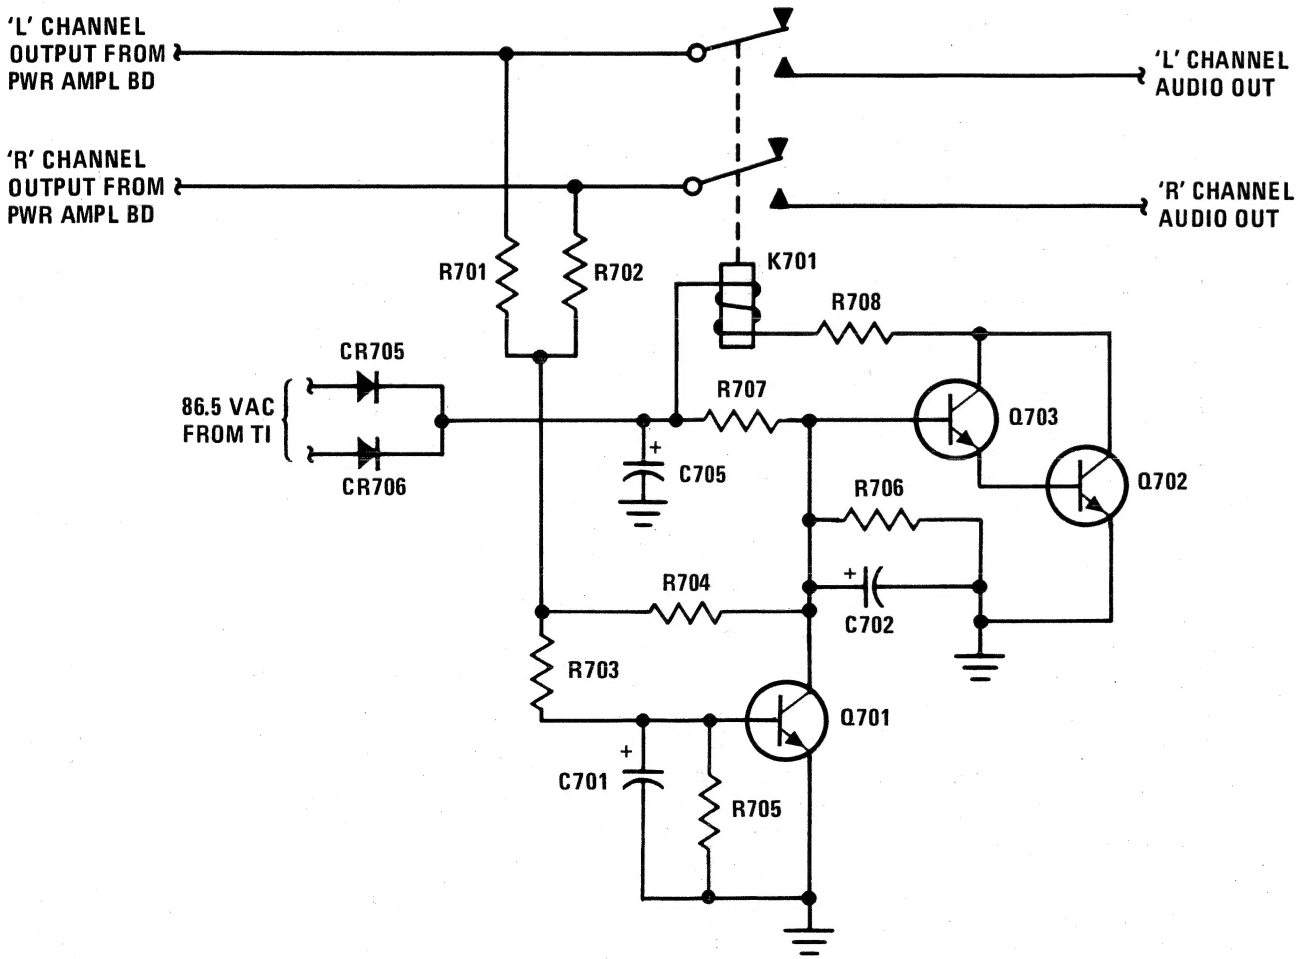 'L' CHANNEL
OUTPUT FROM
PWR AMPL BD
'L' CHANNEL
AUDIO OUT
'R' CHANNEL
OUTPUT FROM
PWR AMPL BD
'R' CHANNEL
AUDIO OUT
K701
R701
R702
R708
CR705
R707
86.5 VAC
FROM TI
Q703
+
C705
CR706
R706
Q702
+
C702
R704
R703
Q701
+
C701
R705